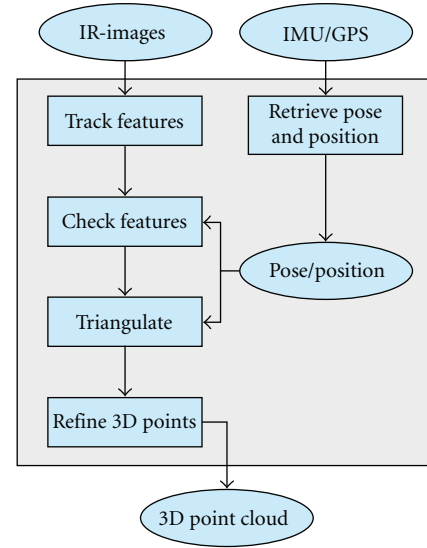 IR-images
IMU/GPS
Track features
Retrieve pose
and position
Check features
Pose/position
Triangulate
Refine 3D points
3D point cloud